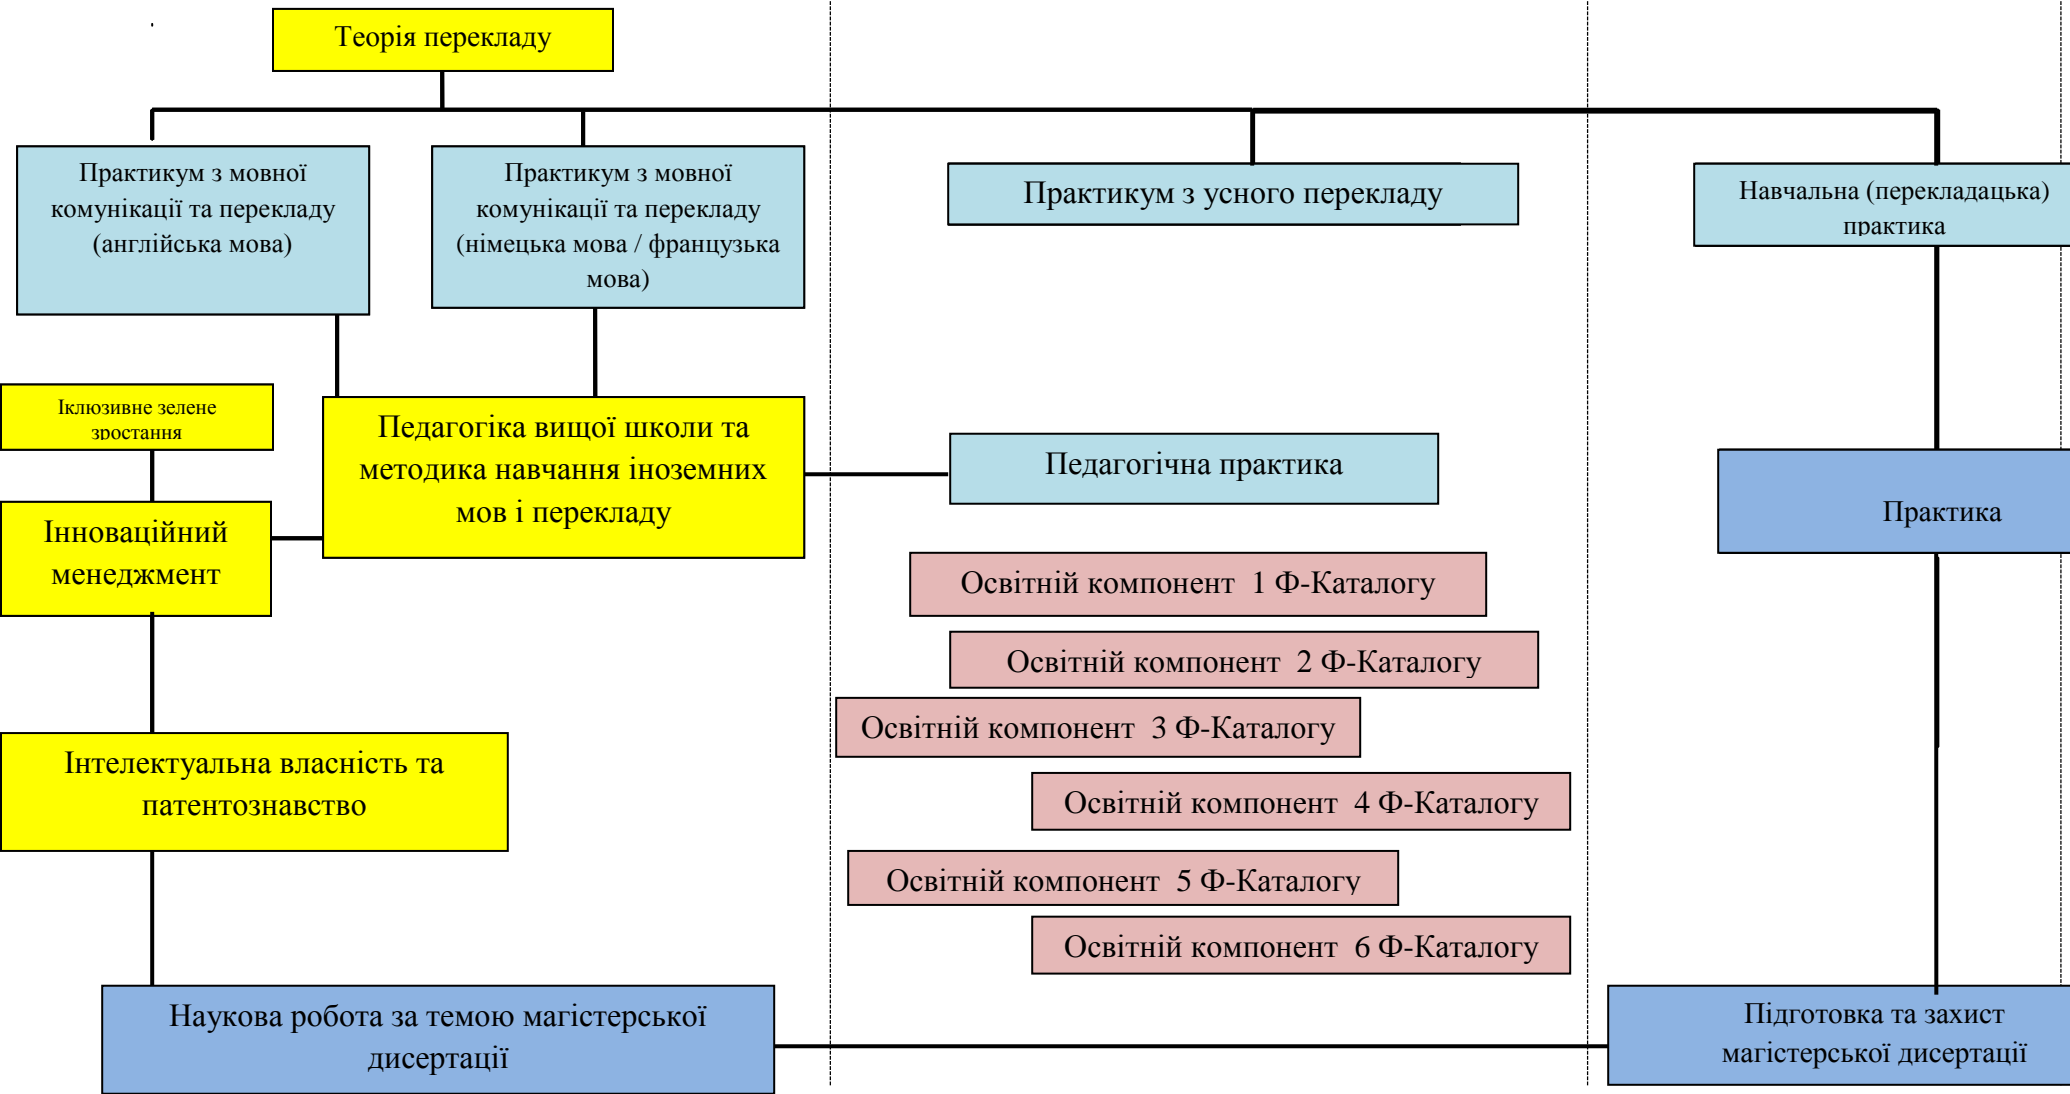 Теорія перекладу
Практикум з мовної
комунікації та перекладу
(англійська мова)
Практикум з мовної
комунікації та перекладу
(німецька мова / французька
мова)
Практикум з усного перекладу
Навчальна (перекладацька)
практика
Іклюзивне зелене
зростання
Педагогіка вищої школи та
методика навчання іноземних
мов і перекладу
Педагогічна практика
Практика
Інноваційний
менеджмент
Освітній компонент 1 Ф-Каталогу
Освітній компонент 2 Ф-Каталогу
Освітній компонент 3 Ф-Каталогу
Інтелектуальна власність та
патентознавство
Освітній компонент 4 Ф-Каталогу
Освітній компонент 5 Ф-Каталогу
Освітній компонент 6 Ф-Каталогу
Наукова робота за темою магістерської
дисертації
Підготовка та захист
магістерської дисертації